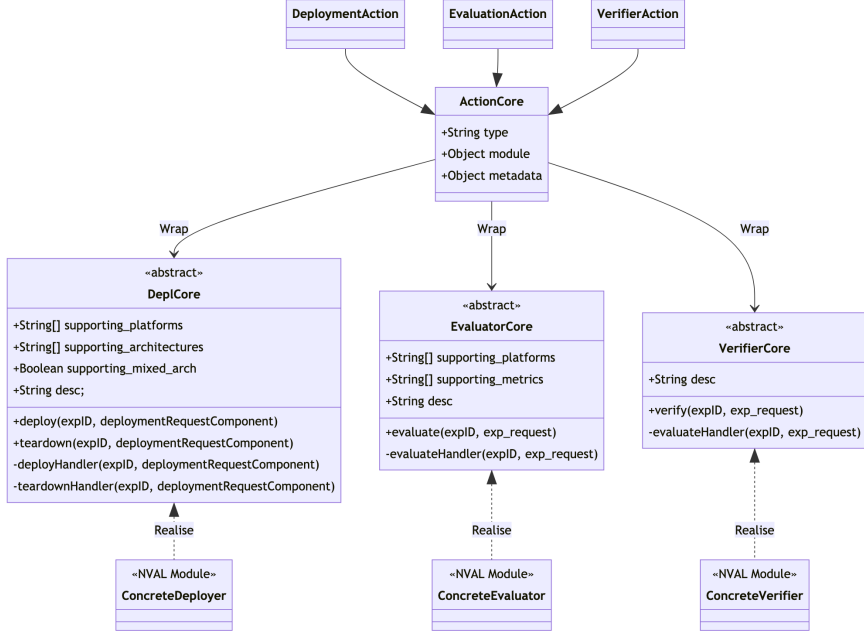 DeploymentAction
EvaluationAction
VerifierAction
ActionCore
+String type
+Object module
+Object metadata
Wrap
Wrap
Wrap
«abstract»
DeplCore
+String[] supporting_platforms
+String[] supporting_architectures
+Boolean supporting_mixed_arch
+String desc;
+deploy(expID, deploymentRequestComponent)
+teardown(expID, deploymentRequestComponent)
-deployHandler(expID, deploymentRequestComponent)
-teardownHandler(expID, deploymentRequestComponent)
«abstract»
EvaluatorCore
+String[] supporting_platforms
+String[] supporting_metrics
+String desc
+evaluate(expID, exp_request)
-evaluateHandler(expID, exp_request)
«abstract»
VerifierCore
+String desc
+verify(expID, exp_request)
-evaluateHandler(expID, exp_request)
Realise
Realise
Realise
«NVAL Module»
ConcreteDeployer
«NVAL Module»
ConcreteEvaluator
«NVAL Module»
ConcreteVerifier